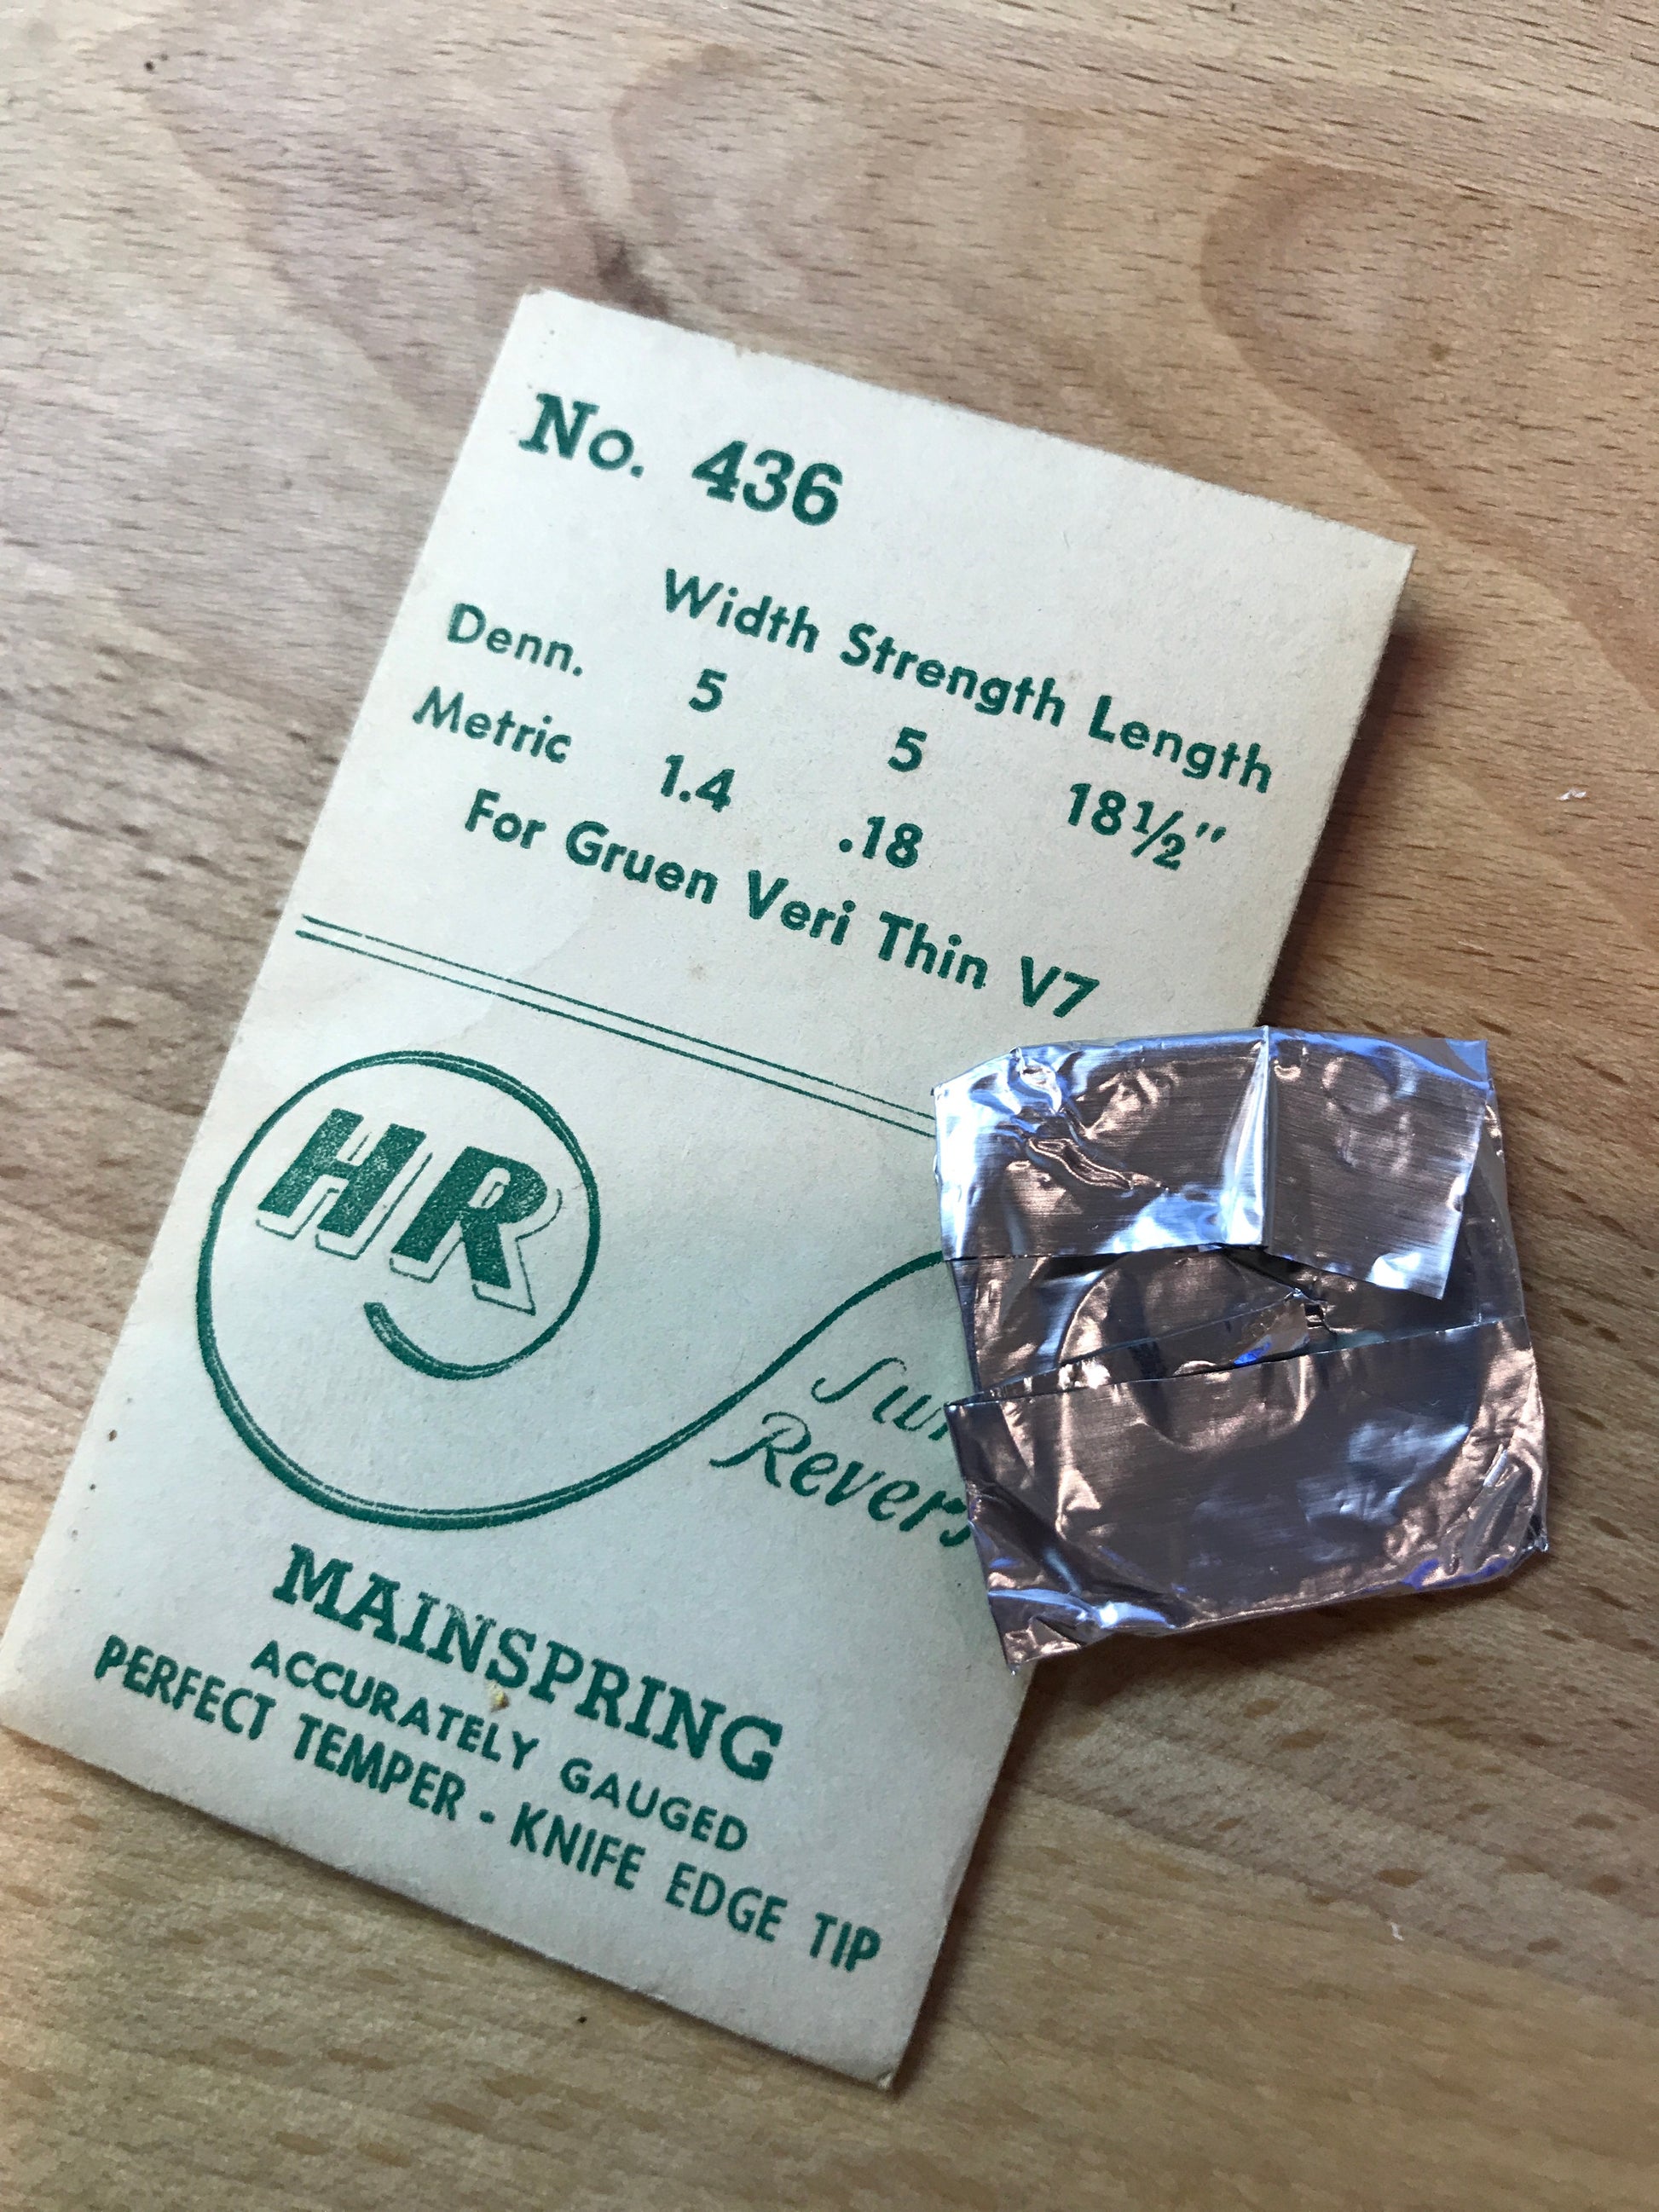 No. 436
Width Strength Length
Denn. 5 5 18½"
Metric 1.4 .18
For Gruen Veri Thin V7
HR
MAINSPRING
ACCURATELY GAUGED
PERFECT TEMPER - KNIFE EDGE TIP